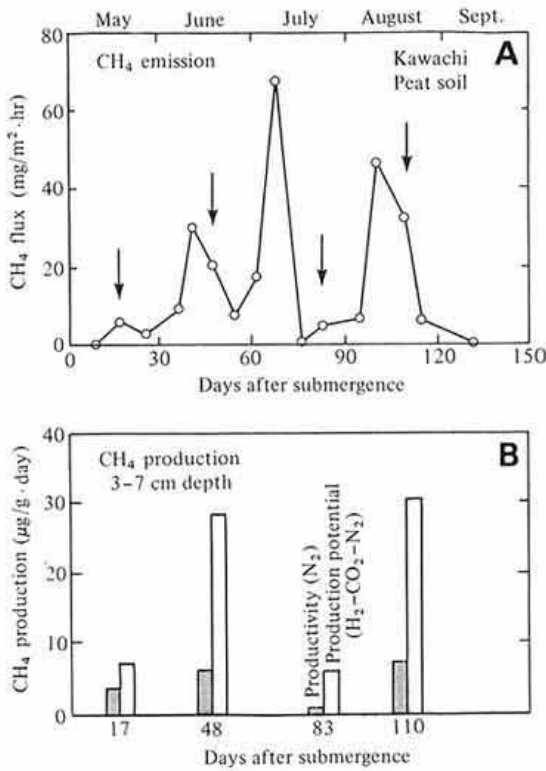 May June July August Sept.
80
60
40
20
0
CH₄ flux (mg/m²·hr)
CH₄ emission
A
Kawachi
Peat soil
0 30 60 90 120 150
Days after submergence
40
30
20
10
0
CH₄ production (μg/g·day)
CH₄ production
3–7 cm depth
B
Productivity (N₂)
Production potential
(H₂–CO₂–N₂)
17 48 83 110
Days after submergence